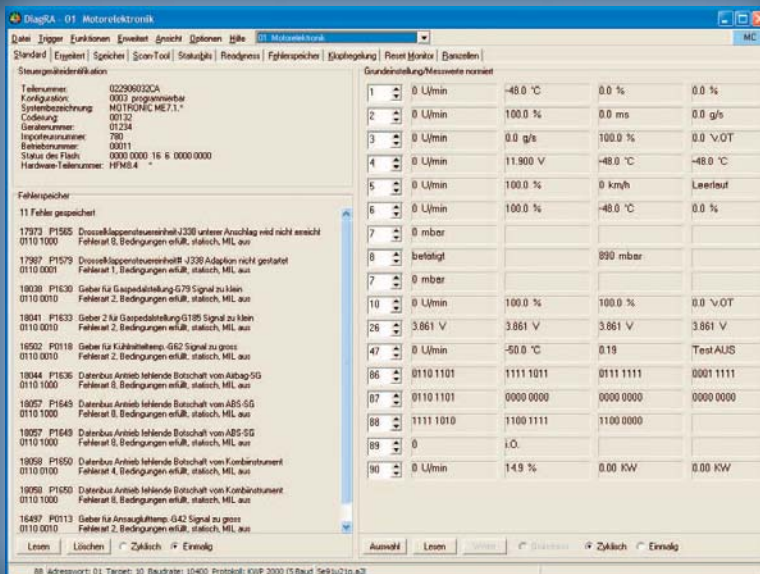 DiagRA - 01 Motorelektronik
Datei Trigger Funktionen Erweitert Ansicht Optionen Hilfe 01 Motorelektronik MC
Standard Erweitert Speicher Scan-Tool Statusbits Readyness Fehlerspeicher Klopfregelung Reset Monitor Barozellen
Steuergeräteidentifikation
Teilenummer: 022906032CA
Konfiguration: 0003 programmierbar
Systembezeichnung: MOTRONIC ME7.1.*
Codierung: 00132
Gerätenummer: 01234
Importeursnummer: 780
Betriebsnummer: 00011
Status des Flash: 0000 0000 16 6 0000 0000
Hardware-Teilenummer: HFM8.4 *
Fehlerspeicher
11 Fehler gespeichert
17973 P1565 Drosselklappensteuereinheit-J338 unterer Anschlag wird nicht erreicht
0110 1000 Fehlerart 8, Bedingungen erfüllt, statisch, MIL aus
17987 P1579 Drosselklappensteuereinheit# -J338 Adaption nicht gestartet
0110 0001 Fehlerart 1, Bedingungen erfüllt, statisch, MIL aus
18038 P1630 Geber für Gaspedalstellung-G79 Signal zu klein
0110 0010 Fehlerart 2, Bedingungen erfüllt, statisch, MIL aus
18041 P1633 Geber 2 für Gaspedalstellung-G185 Signal zu klein
0110 0010 Fehlerart 2, Bedingungen erfüllt, statisch, MIL aus
16502 P0118 Geber für Kühlmitteltemp.-G62 Signal zu gross
0110 0010 Fehlerart 2, Bedingungen erfüllt, statisch, MIL aus
18044 P1636 Datenbus Antrieb fehlende Botschaft vom Airbag-SG
0110 1000 Fehlerart 8, Bedingungen erfüllt, statisch, MIL aus
18057 P1649 Datenbus Antrieb fehlende Botschaft vom ABS-SG
0110 1000 Fehlerart 8, Bedingungen erfüllt, statisch, MIL aus
18057 P1649 Datenbus Antrieb fehlende Botschaft vom ABS-SG
0110 1000 Fehlerart 8, Bedingungen erfüllt, statisch, MIL aus
18058 P1650 Datenbus Antrieb fehlende Botschaft vom Kombiinstrument
0110 0100 Fehlerart 4, Bedingungen erfüllt, statisch, MIL aus
18058 P1650 Datenbus Antrieb fehlende Botschaft vom Kombiinstrument
0110 1000 Fehlerart 8, Bedingungen erfüllt, statisch, MIL aus
16497 P0113 Geber für Ansauglufttemp.-G42 Signal zu gross
0110 0010 Fehlerart 2, Bedingungen erfüllt, statisch, MIL aus
Lesen Löschen Zyklisch Einmalig
Grundeinstellung/Messwerte normiert
1 0 U/min -48.0 °C 0.0 % 0.0 %
2 0 U/min 100.0 % 0.0 ms 0.0 g/s
3 0 U/min 0.0 g/s 100.0 % 0.0 V.OT
4 0 U/min 11.900 V -48.0 °C -48.0 °C
5 0 U/min 100.0 % 0 km/h Leerlauf
6 0 U/min 100.0 % -48.0 °C 0.0 %
7 0 mbar
8 betätigt 890 mbar
7 0 mbar
10 0 U/min 100.0 % 100.0 % 0.0 V.OT
26 3.861 V 3.861 V 3.861 V 3.861 V
47 0 U/min -50.0 °C 0.19 Test AUS
86 0110 1101 1111 1011 0111 1111 0001 1111
87 0110 1101 0000 0000 0000 0000 0000 0000
88 1111 1010 1100 1111 1100 0000
89 0 i.O.
90 0 U/min 14.9 % 0.00 KW 0.00 KW
Auswahl Lesen Zyklisch Einmalig
88 Adresswort: 01 Target: 10 Baudrate: 10400 Protokoll: KWP 2000 (5 Baud